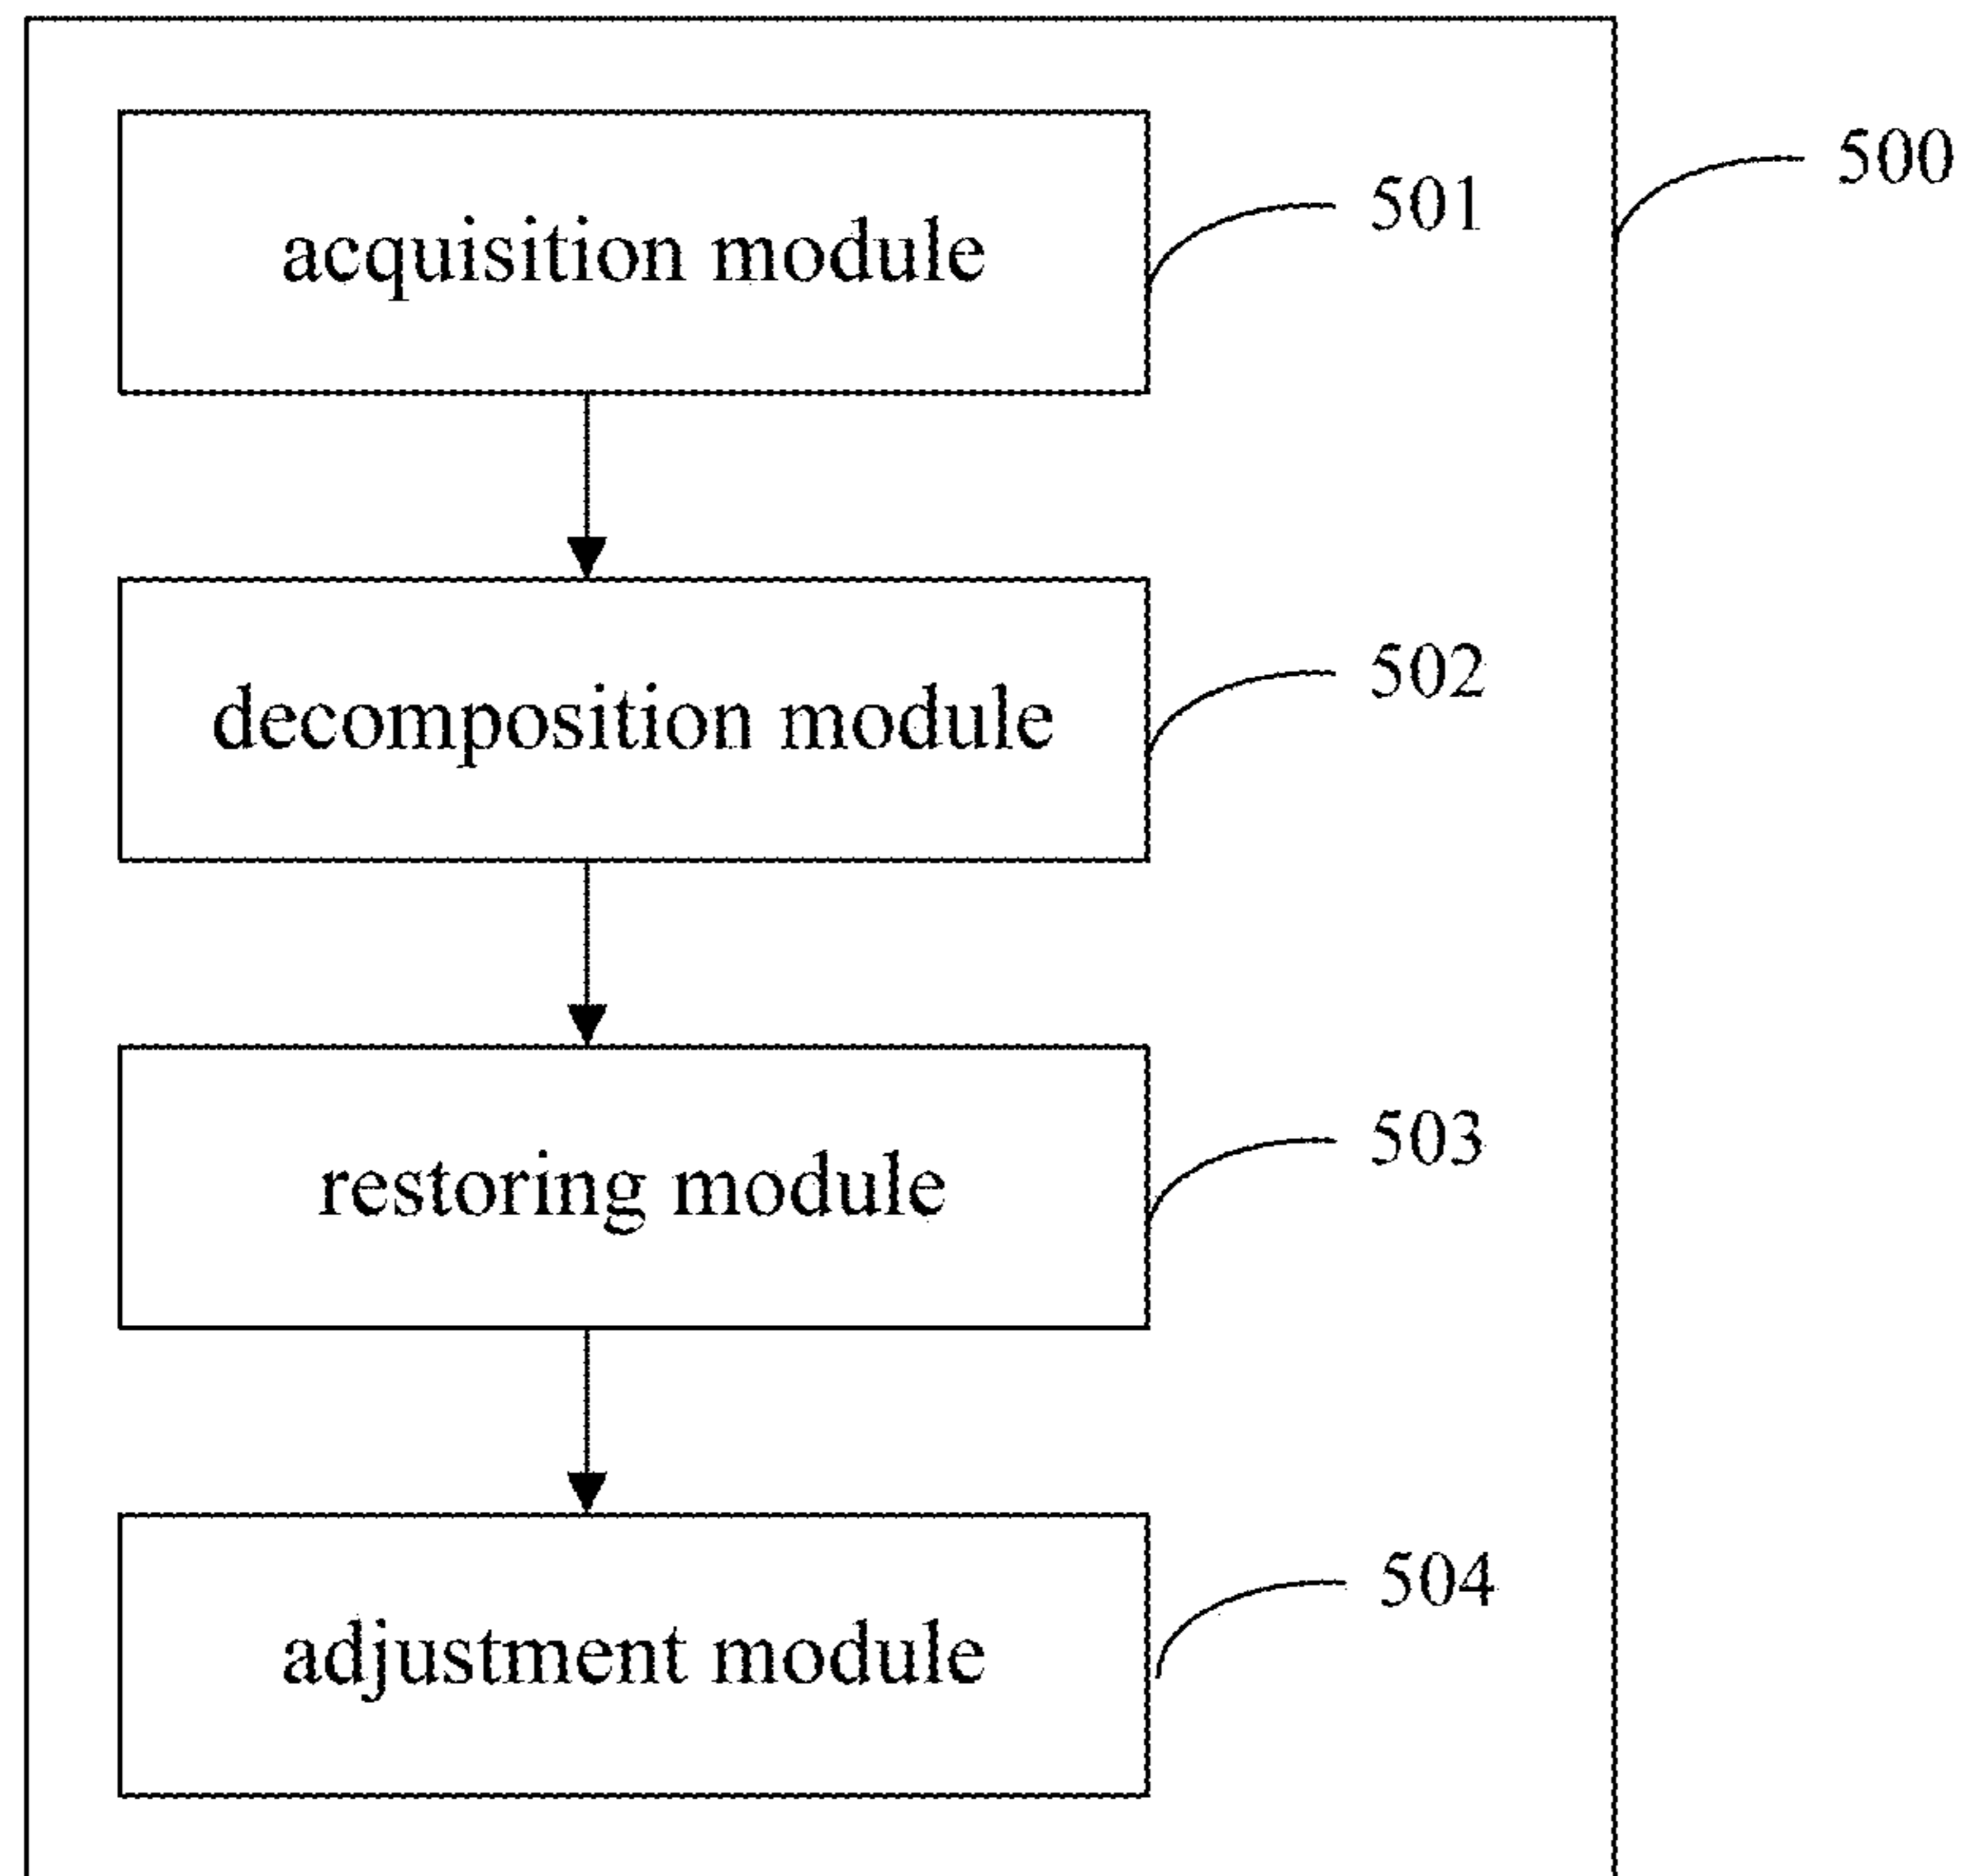 500
acquisition module 501
decomposition module 502
restoring module 503
adjustment module 504